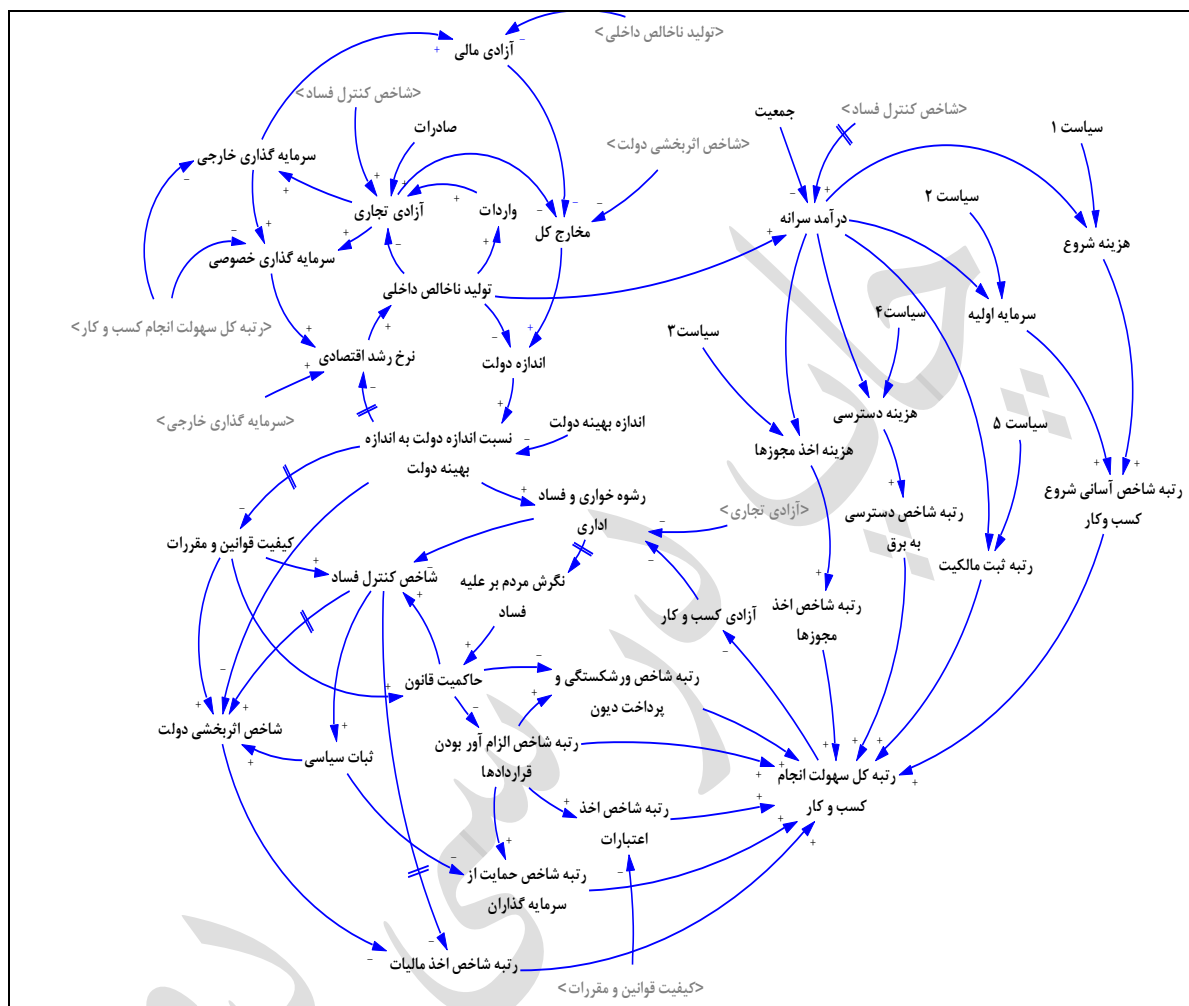 <تولید ناخالص داخلی>
آزادی مالی
<شاخص کنترل فساد>
<شاخص کنترل فساد>
جمعیت
سیاست ۱
صادرات
<شاخص اثربخشی دولت>
سرمایه گذاری خارجی
سیاست ۲
آزادی تجاری
واردات
درآمد سرانه
مخارج کل
هزینه شروع
سرمایه گذاری خصوصی
تولید ناخالص داخلی
سیاست۴
سرمایه اولیه
<رتبه کل سهولت انجام کسب و کار>
سیاست۳
نرخ رشد اقتصادی
اندازه دولت
<سرمایه گذاری خارجی>
اندازه بهینه دولت
هزینه دسترسی
سیاست ۵
نسبت اندازه دولت به اندازه
بهینه دولت
هزینه اخذ مجوزها
رشوه خواری و فساد
اداری
<آزادی تجاری>
رتبه شاخص دسترسی
به برق
رتبه شاخص آسانی شروع
کسب وکار
کیفیت قوانین و مقررات
شاخص کنترل فساد
نگرش مردم بر علیه
فساد
رتبه ثبت مالکیت
آزادی کسب و کار
رتبه شاخص اخذ
مجوزها
حاکمیت قانون
رتبه شاخص ورشکستگی و
پرداخت دیون
شاخص اثربخشی دولت
ثبات سیاسی
رتبه شاخص الزام آور بودن
قراردادها
رتبه کل سهولت انجام
کسب و کار
رتبه شاخص اخذ
اعتبارات
رتبه شاخص حمایت از
سرمایه گذاران
رتبه شاخص اخذ مالیات
<کیفیت قوانین و مقررات>